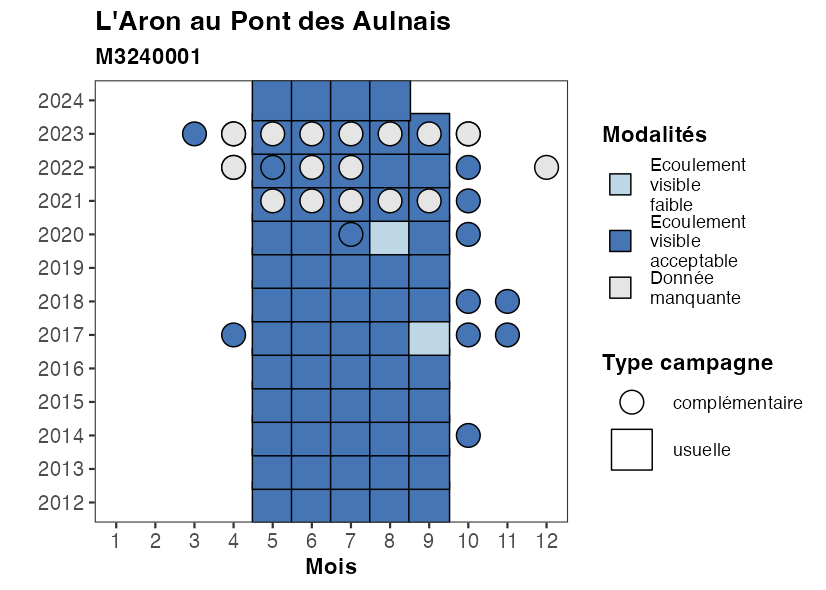 L'Aron au Pont des Aulnais
M3240001
2024
2023
2022
2021
2020
2019
2018
2017
2016
2015
2014
2013
2012
1 2 3 4 5 6 7 8 9 10 11 12
Mois
Modalités
Ecoulement
visible
faible
Ecoulement
visible
acceptable
Donnée
manquante
Type campagne
complémentaire
usuelle